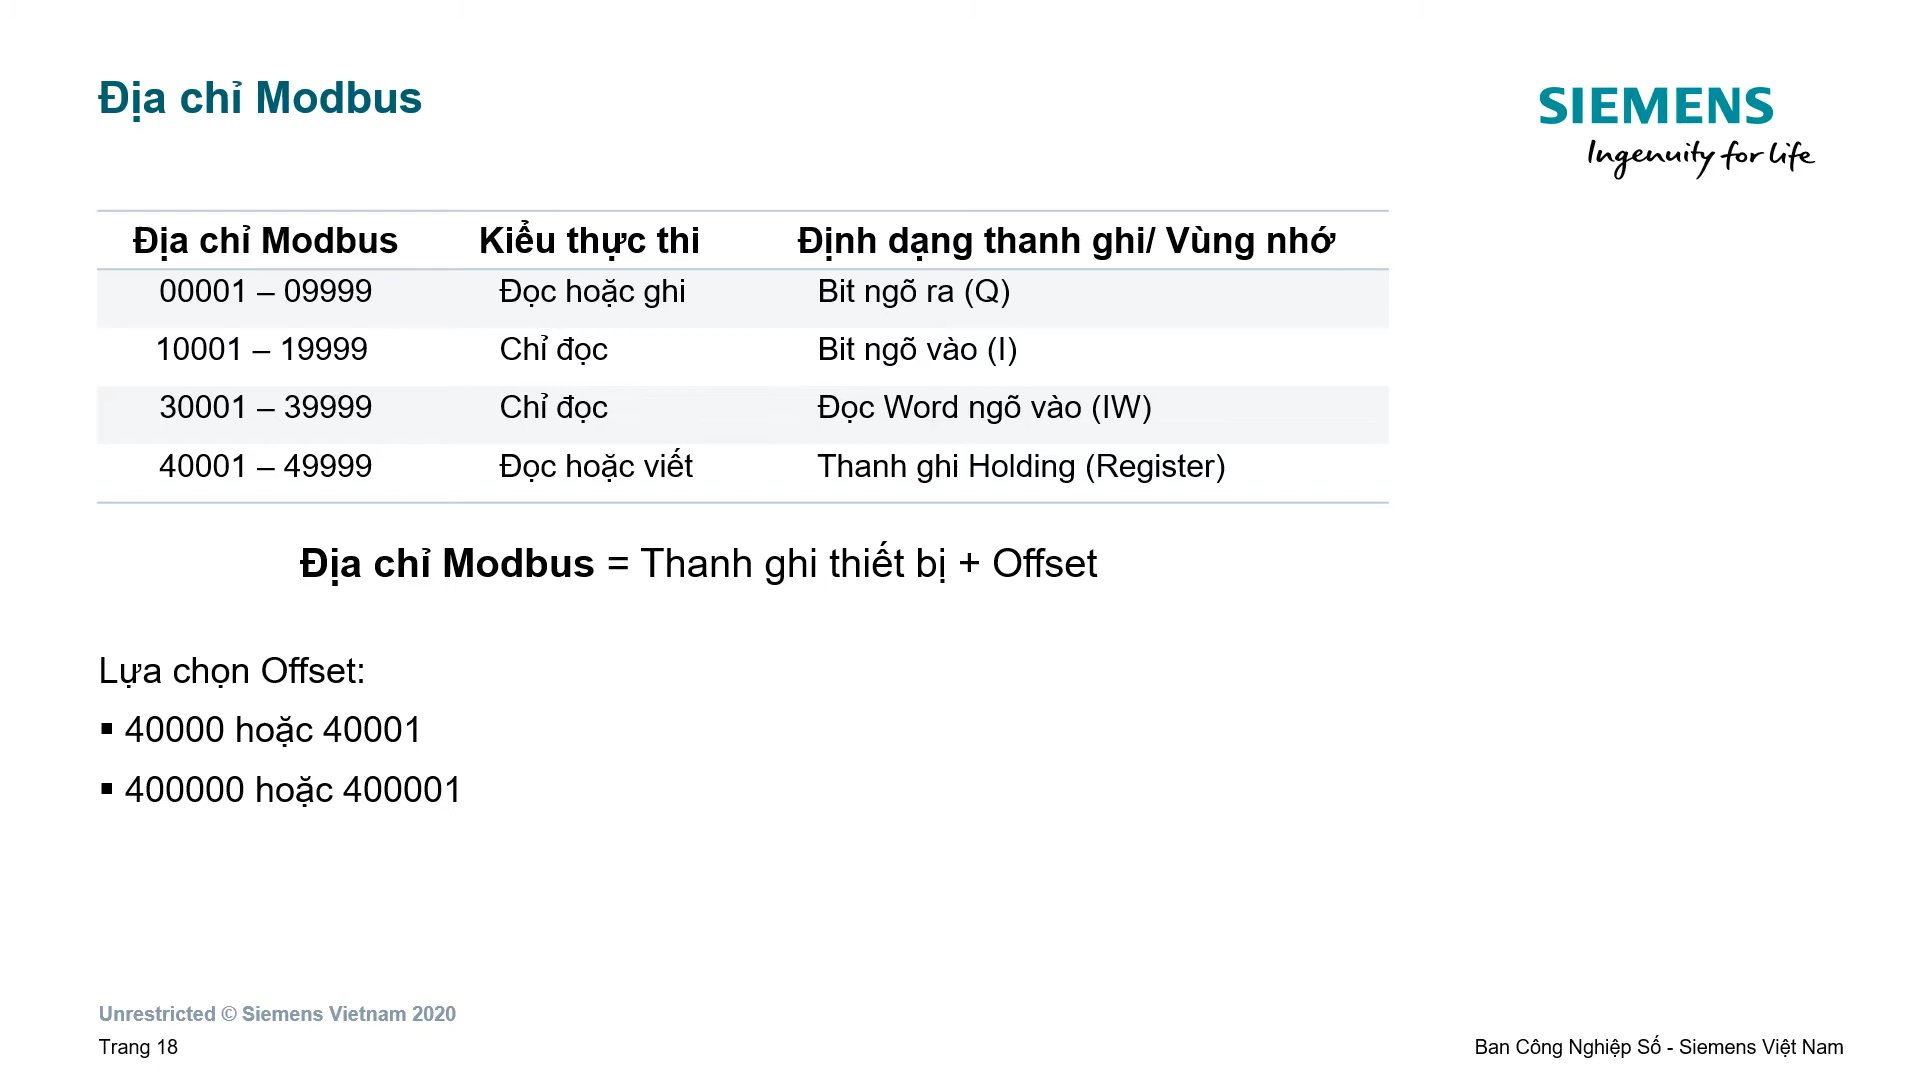 Địa chỉ Modbus
SIEMENS
Ingenuity for life
Địa chỉ Modbus Kiểu thực thi Định dạng thanh ghi/ Vùng nhớ
00001 – 09999 Đọc hoặc ghi Bit ngõ ra (Q)
10001 – 19999 Chỉ đọc Bit ngõ vào (I)
30001 – 39999 Chỉ đọc Đọc Word ngõ vào (IW)
40001 – 49999 Đọc hoặc viết Thanh ghi Holding (Register)
Địa chỉ Modbus = Thanh ghi thiết bị + Offset
Lựa chọn Offset:
▪ 40000 hoặc 40001
▪ 400000 hoặc 400001
Unrestricted © Siemens Vietnam 2020
Trang 18
Ban Công Nghiệp Số - Siemens Việt Nam